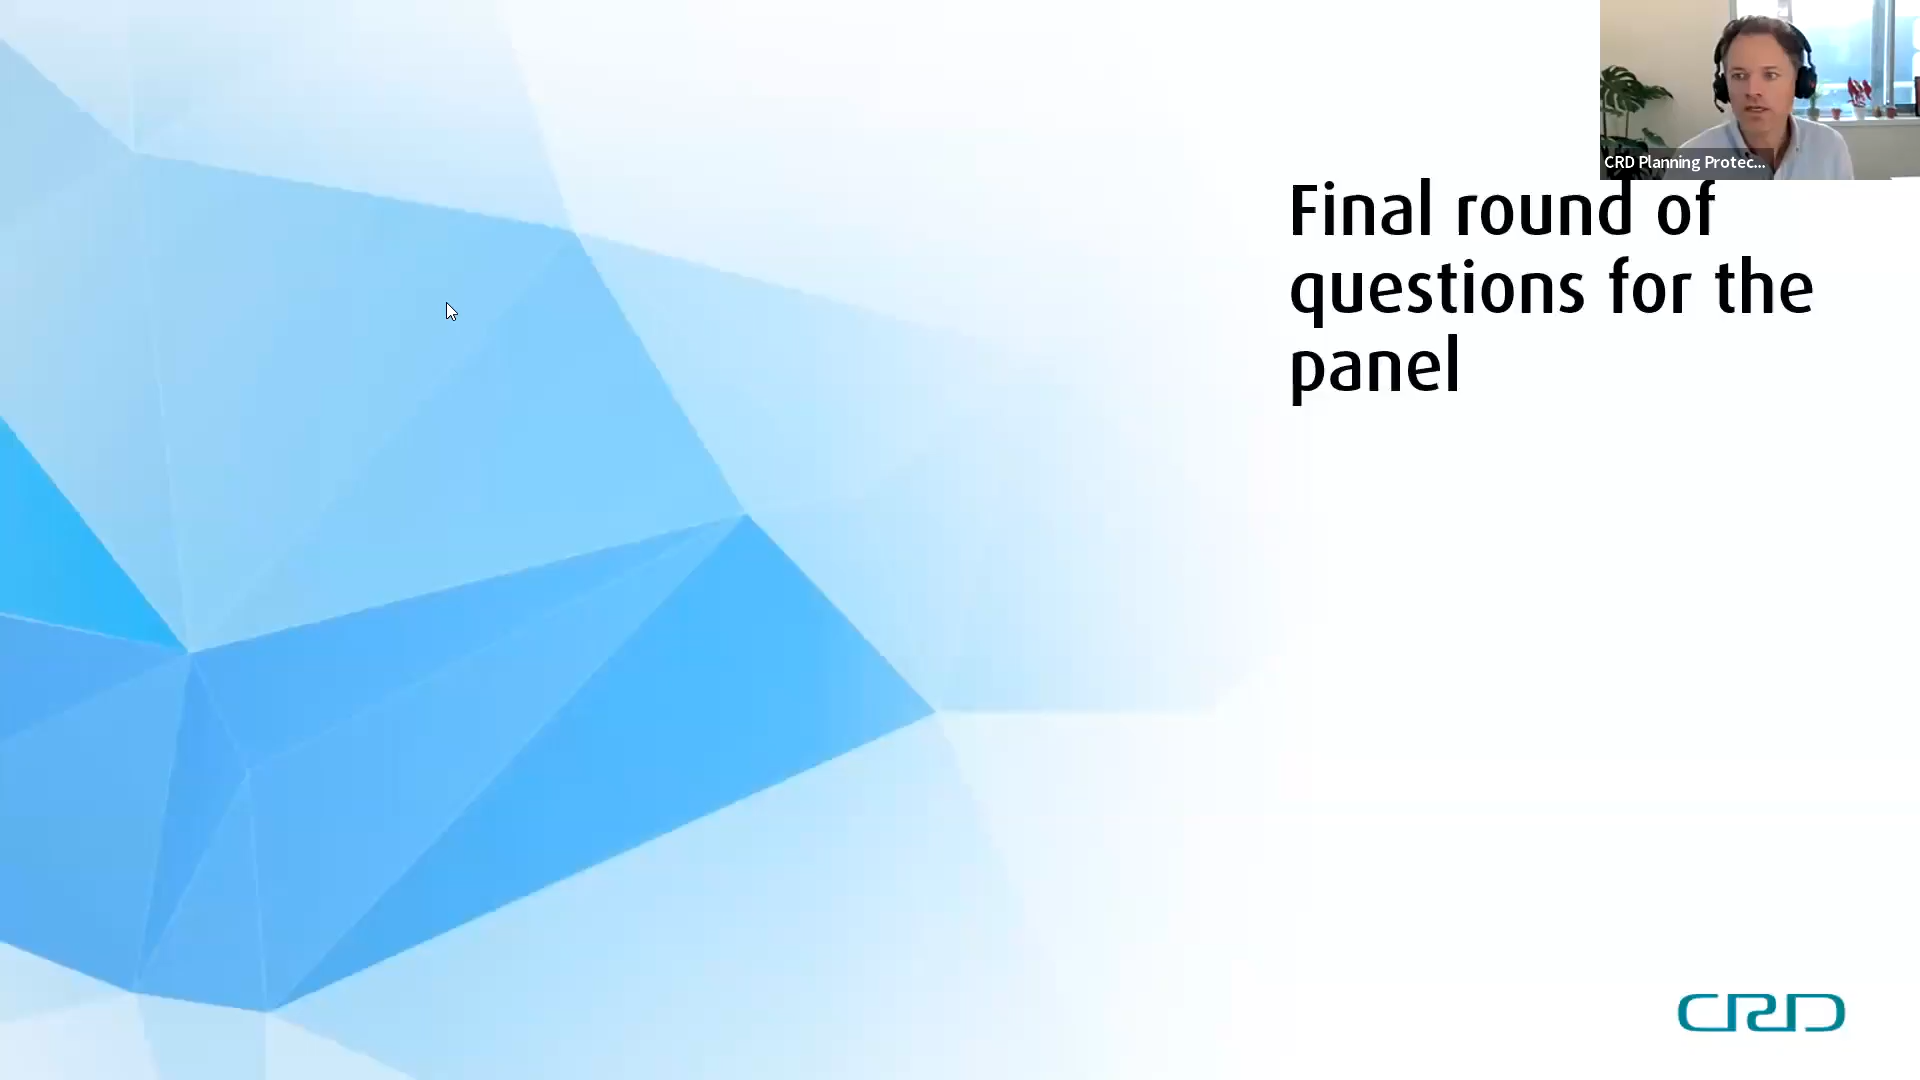 CRD Planning Protec...
Final round of
questions for the
panel
CRD